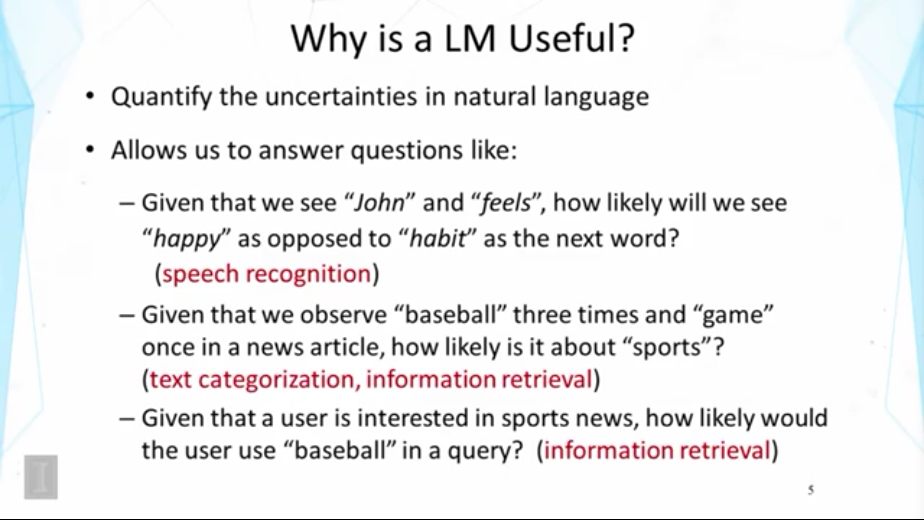 Why is a LM Useful?
• Quantify the uncertainties in natural language
• Allows us to answer questions like:
– Given that we see “John” and “feels”, how likely will we see
“happy” as opposed to “habit” as the next word?
(speech recognition)
– Given that we observe “baseball” three times and “game”
once in a news article, how likely is it about “sports”?
(text categorization, information retrieval)
– Given that a user is interested in sports news, how likely would
the user use “baseball” in a query? (information retrieval)
I
5